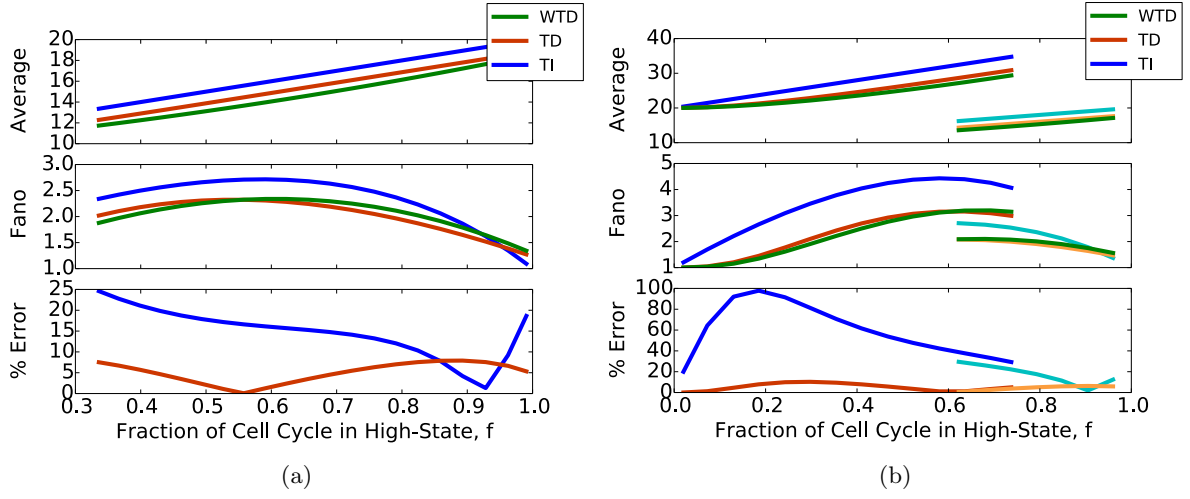 WTD
TD
TI
Average
20
18
16
14
12
10
Fano
3.0
2.5
2.0
1.5
1.0
% Error
25
20
15
10
5
0
0.3 0.4 0.5 0.6 0.7 0.8 0.9 1.0
Fraction of Cell Cycle in High-State, f
(a)
WTD
TD
TI
Average
40
30
20
10
Fano
5
4
3
2
1
% Error
100
80
60
40
20
0
0.0 0.2 0.4 0.6 0.8 1.0
Fraction of Cell Cycle in High-State, f
(b)